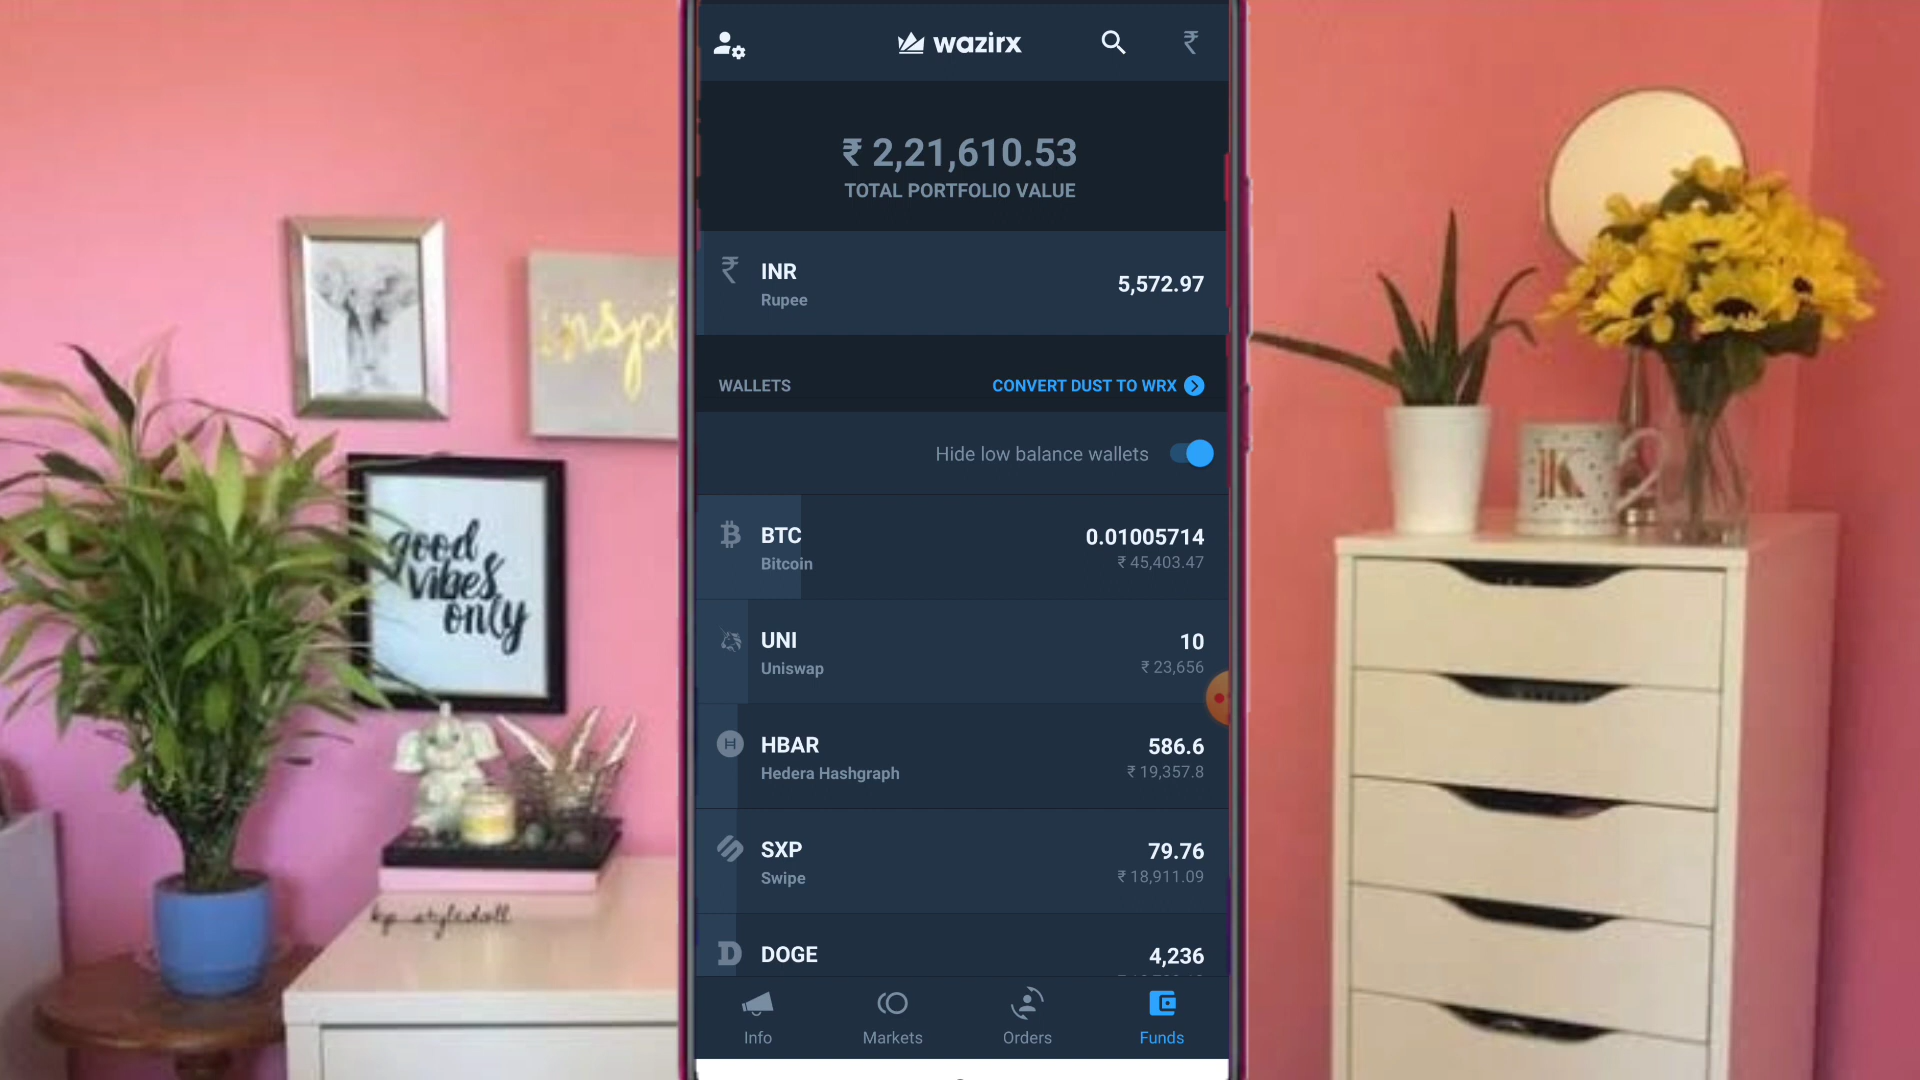 wazirx
₹ 2,21,610.53
TOTAL PORTFOLIO VALUE
INR
Rupee
5,572.97
WALLETS
CONVERT DUST TO WRX
Hide low balance wallets
BTC
Bitcoin
0.01005714
₹ 45,403.47
UNI
Uniswap
10
₹ 23,656
HBAR
Hedera Hashgraph
586.6
₹ 19,357.8
SXP
Swipe
79.76
₹ 18,911.09
DOGE
4,236
Info
Markets
Orders
Funds
inspi
good
vibes
only
kp_styledoll
K